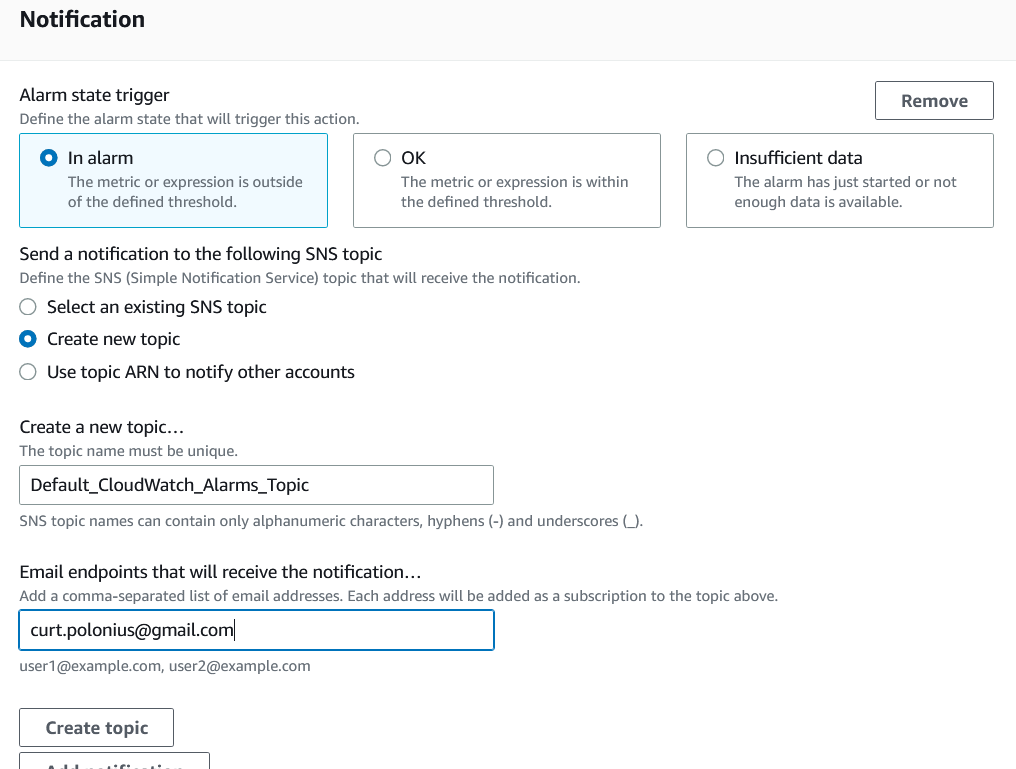 Notification
Alarm state trigger
Define the alarm state that will trigger this action.
Remove
In alarm
The metric or expression is outside
of the defined threshold.
OK
The metric or expression is within
the defined threshold.
Insufficient data
The alarm has just started or not
enough data is available.
Send a notification to the following SNS topic
Define the SNS (Simple Notification Service) topic that will receive the notification.
Select an existing SNS topic
Create new topic
Use topic ARN to notify other accounts
Create a new topic…
The topic name must be unique.
Default_CloudWatch_Alarms_Topic
SNS topic names can contain only alphanumeric characters, hyphens (-) and underscores (_).
Email endpoints that will receive the notification…
Add a comma-separated list of email addresses. Each address will be added as a subscription to the topic above.
curt.polonius@gmail.com
user1@example.com, user2@example.com
Create topic
Add notification